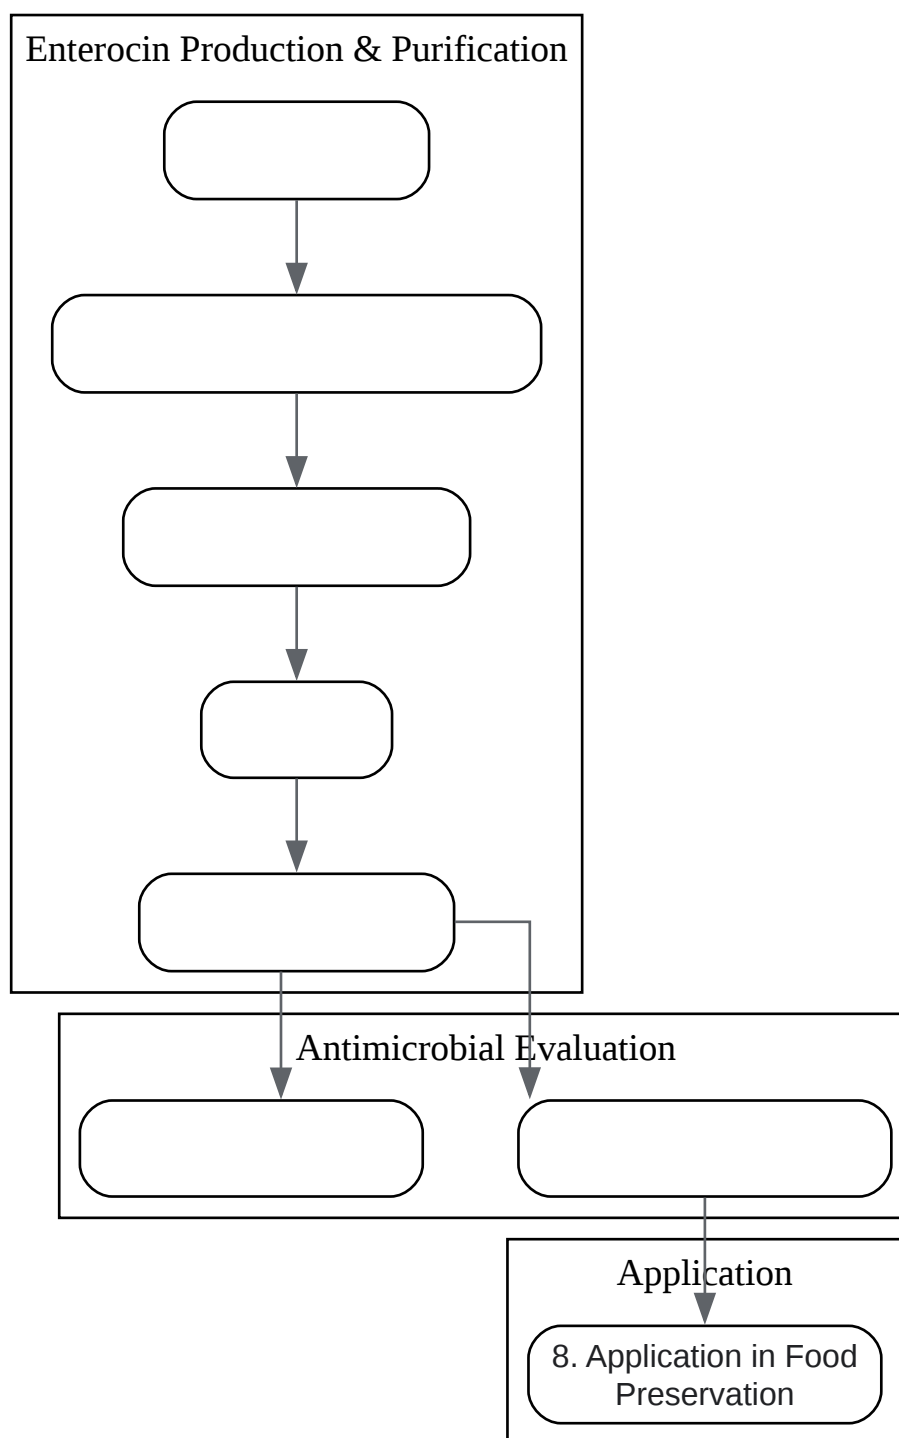 Enterocin Production & Purification
Antimicrobial Evaluation
Application
8. Application in Food
Preservation